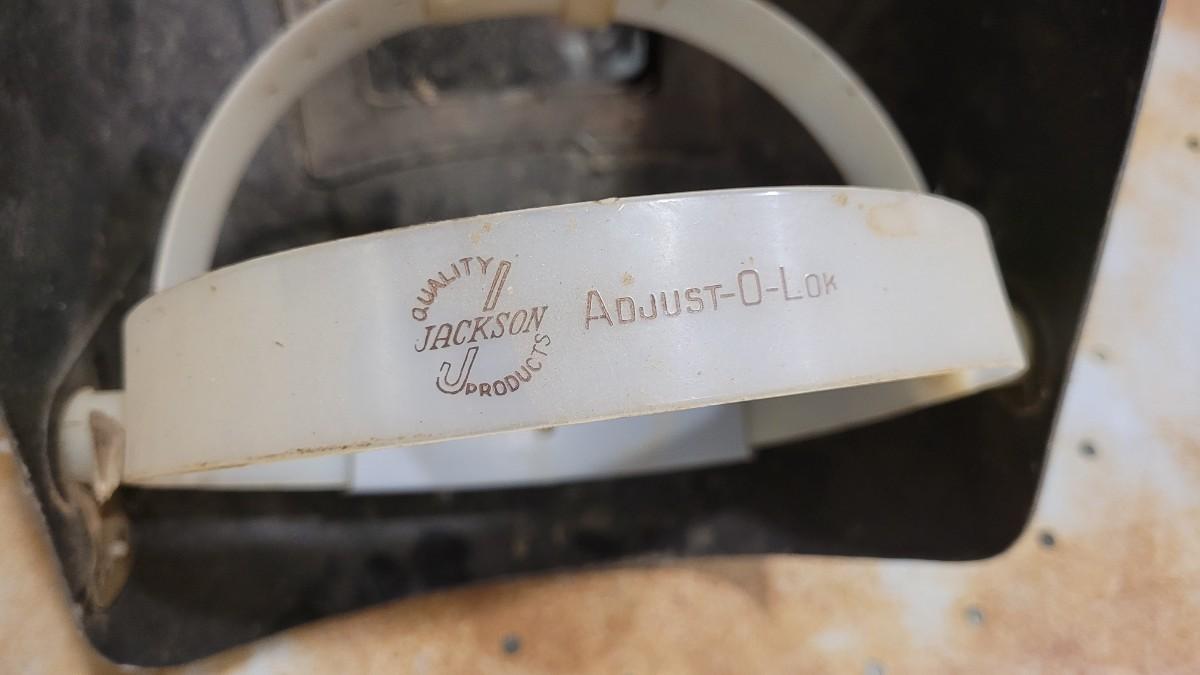 QUALITY
J
JACKSON
PRODUCTS
ADJUST-O-LOK